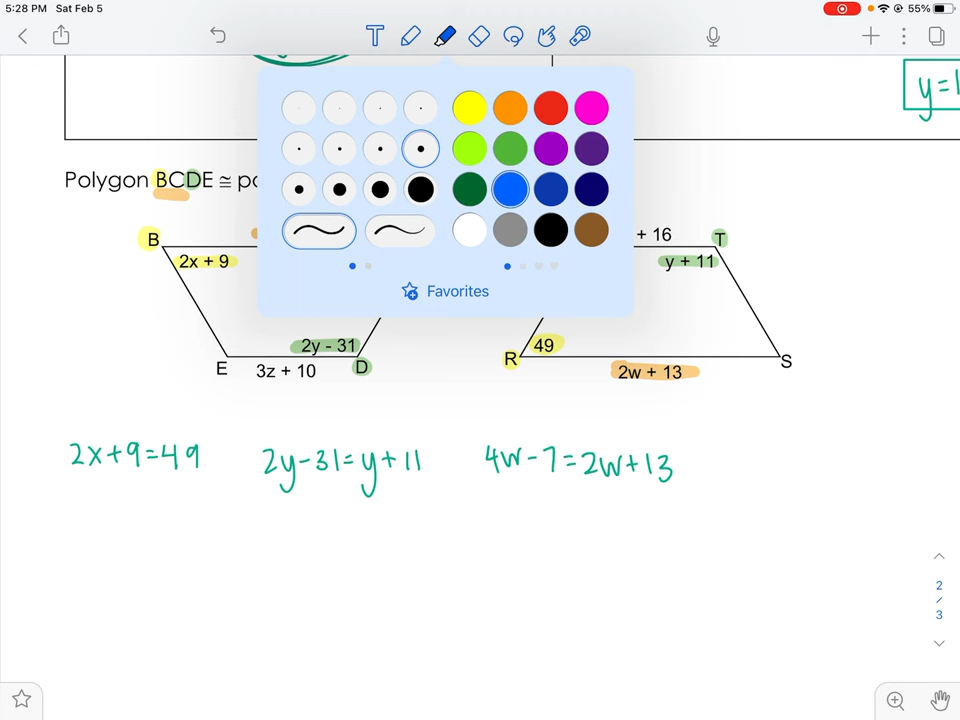 5:28 PM Sat Feb 5
55%
T
y=1
Polygon BCDE ≅ po
Favorites
B
2x + 9
+ 16
T
y + 11
2y - 31
E
3z + 10
D
R
49
2w + 13
S
2x+9=49
2y-31=y+11
4w-7=2w+13
2
/
3